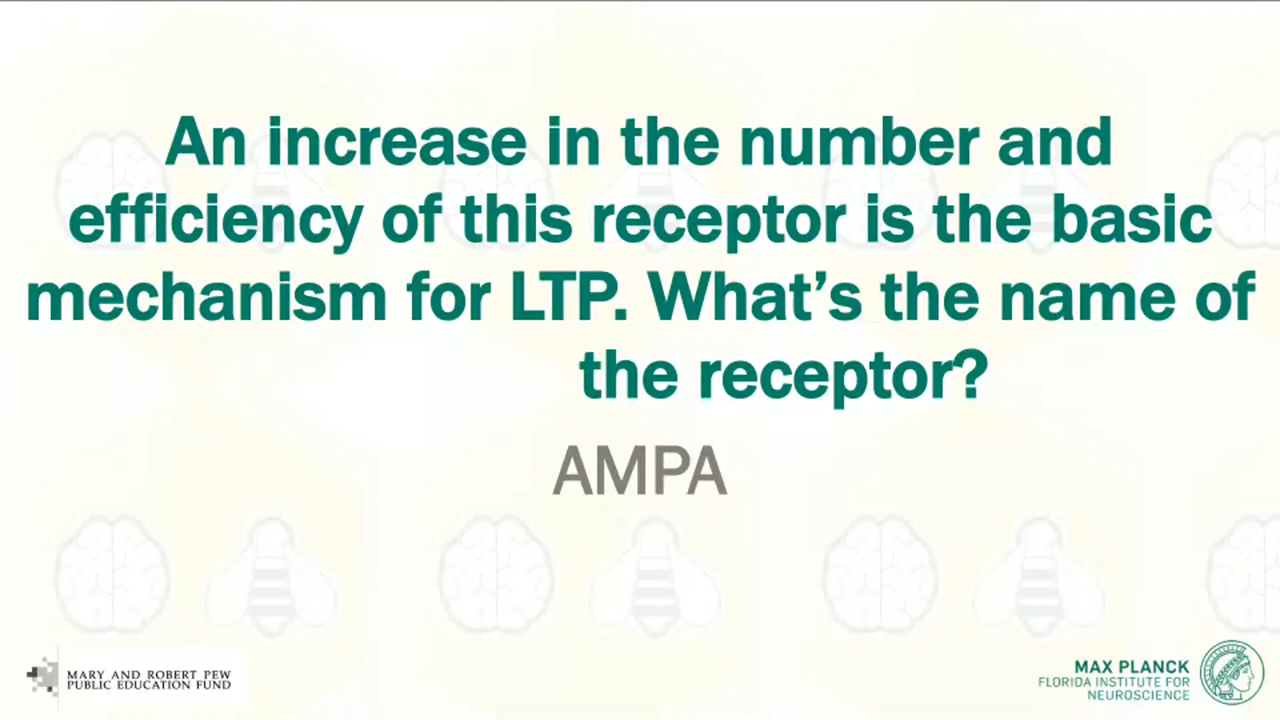 An increase in the number and
efficiency of this receptor is the basic
mechanism for LTP. What’s the name of
the receptor?
AMPA
MARY AND ROBERT PEW
PUBLIC EDUCATION FUND
MAX PLANCK
FLORIDA INSTITUTE FOR
NEUROSCIENCE